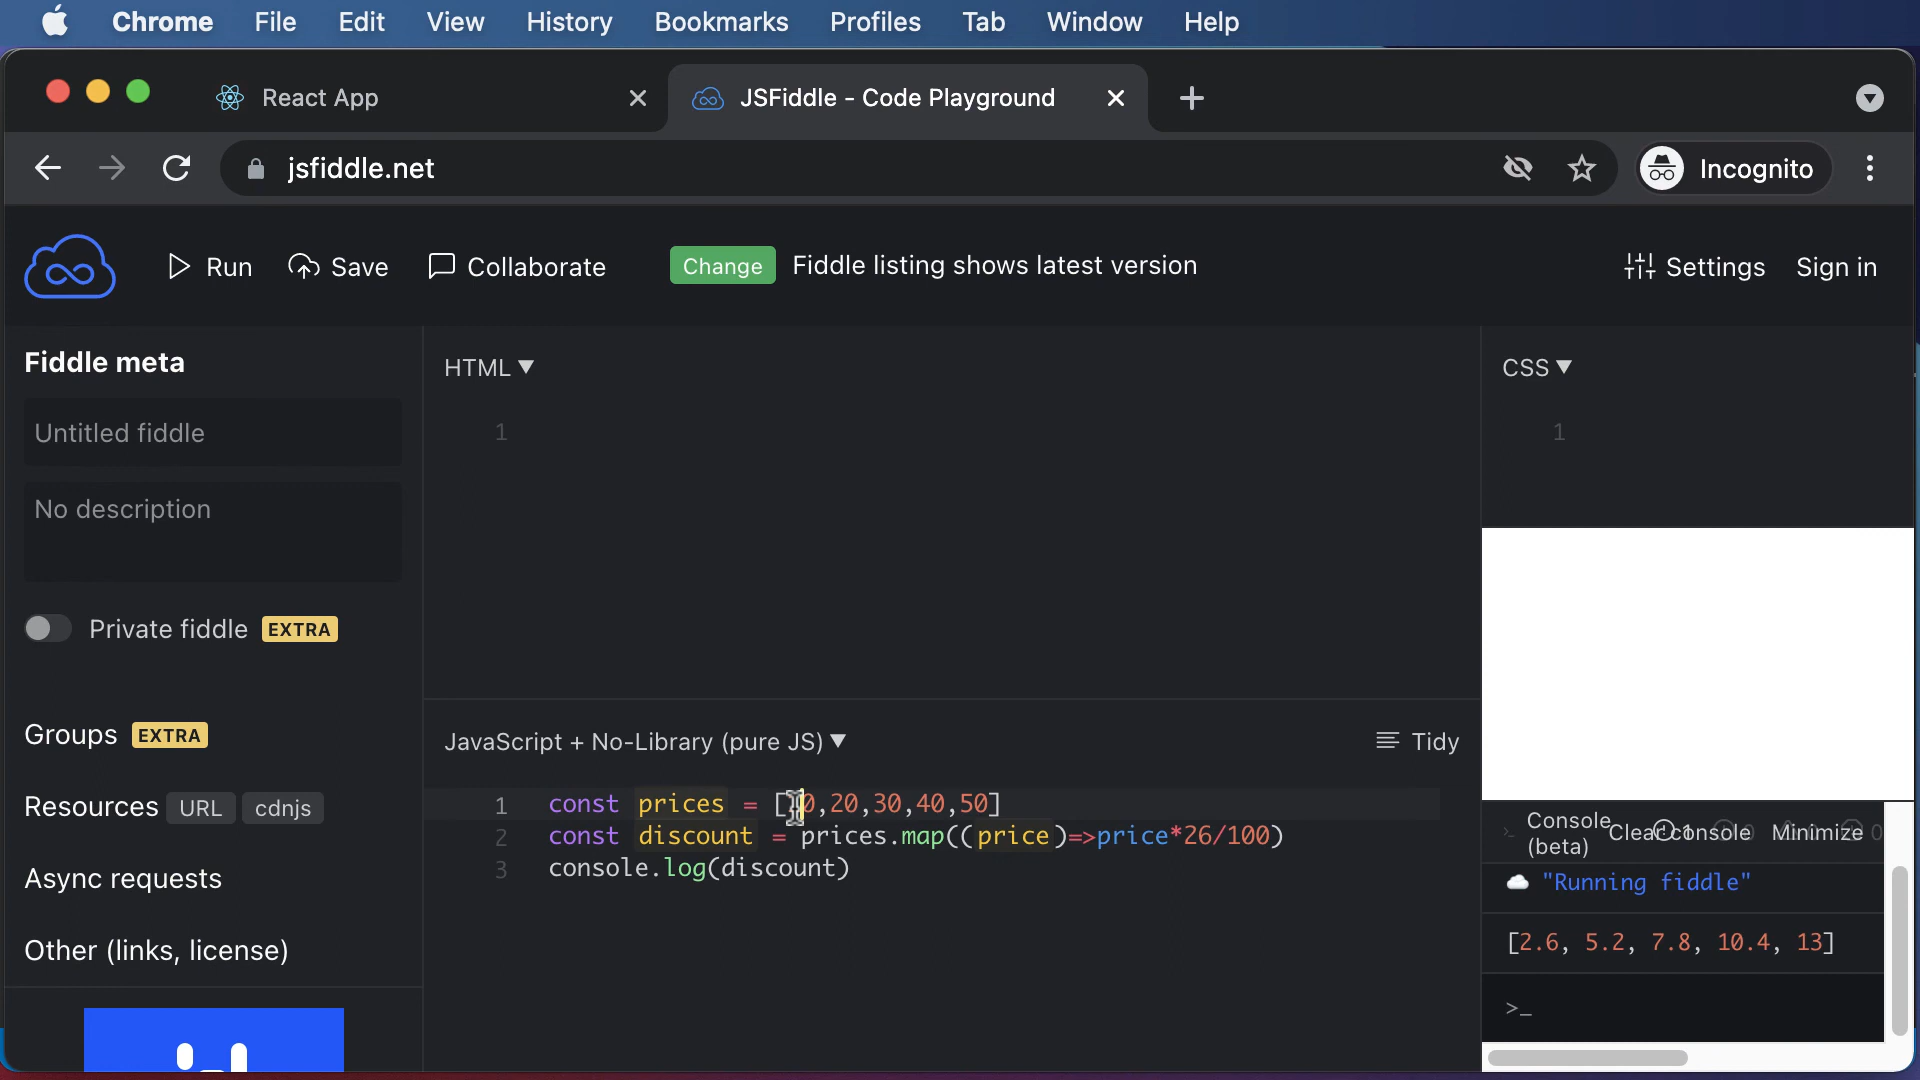 Chrome File Edit View History Bookmarks Profiles Tab Window Help
React App
JSFiddle - Code Playground
jsfiddle.net
Incognito
Run
Save
Collaborate
Change
Fiddle listing shows latest version
Settings
Sign in
Fiddle meta
Untitled fiddle
No description
Private fiddle EXTRA
Groups EXTRA
Resources URL cdnjs
Async requests
Other (links, license)
HTML ▼
1
CSS ▼
1
JavaScript + No-Library (pure JS) ▼
Tidy
1 const prices = [10,20,30,40,50]
2 const discount = prices.map((price)=>price*26/100)
3 console.log(discount)
Console (beta)
Clear console
Minimize
"Running fiddle"
[2.6, 5.2, 7.8, 10.4, 13]
>_